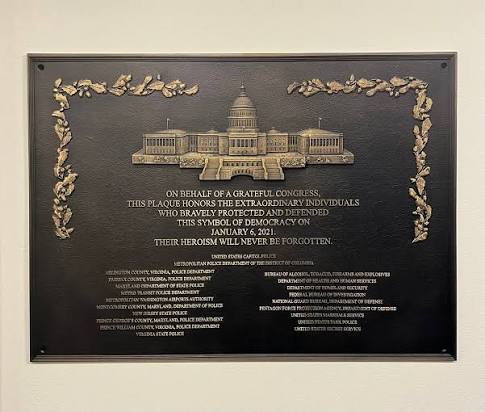 ON BEHALF OF A GRATEFUL CONGRESS,
THIS PLAQUE HONORS THE EXTRAORDINARY INDIVIDUALS
WHO BRAVELY PROTECTED AND DEFENDED
THIS SYMBOL OF DEMOCRACY ON
JANUARY 6, 2021.
THEIR HEROISM WILL NEVER BE FORGOTTEN.
UNITED STATES CAPITOL POLICE
METROPOLITAN POLICE DEPARTMENT OF THE DISTRICT OF COLUMBIA
ARLINGTON COUNTY, VIRGINIA, POLICE DEPARTMENT
FAIRFAX COUNTY, VIRGINIA, POLICE DEPARTMENT
MARYLAND DEPARTMENT OF STATE POLICE
METRO TRANSIT POLICE DEPARTMENT
METROPOLITAN WASHINGTON AIRPORTS AUTHORITY
MONTGOMERY COUNTY, MARYLAND, DEPARTMENT OF POLICE
NEW JERSEY STATE POLICE
PRINCE GEORGE'S COUNTY, MARYLAND, POLICE DEPARTMENT
PRINCE WILLIAM COUNTY, VIRGINIA, POLICE DEPARTMENT
VIRGINIA STATE POLICE
BUREAU OF ALCOHOL, TOBACCO, FIREARMS AND EXPLOSIVES
DEPARTMENT OF HEALTH AND HUMAN SERVICES
DEPARTMENT OF HOMELAND SECURITY
FEDERAL BUREAU OF INVESTIGATION
NATIONAL GUARD BUREAU, DEPARTMENT OF DEFENSE
PENTAGON FORCE PROTECTION AGENCY, DEPARTMENT OF DEFENSE
UNITED STATES MARSHALS SERVICE
UNITED STATES PARK POLICE
UNITED STATES SECRET SERVICE